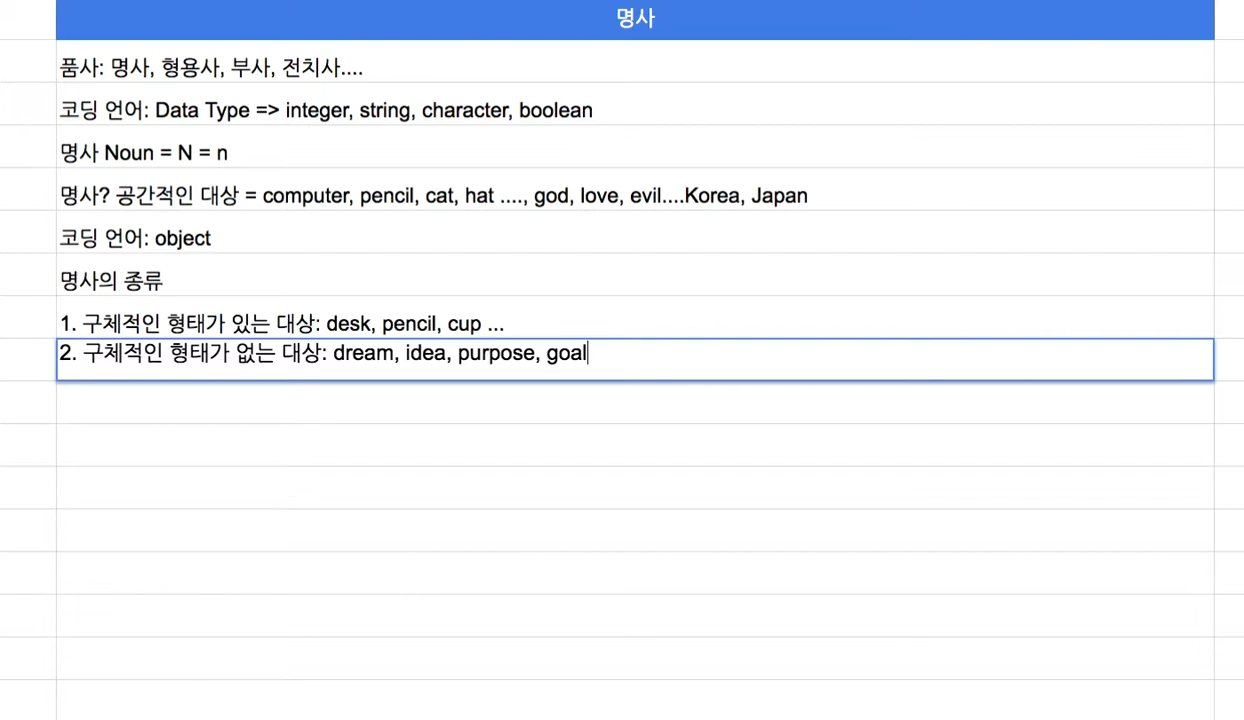 명사
품사: 명사, 형용사, 부사, 전치사....
코딩 언어: Data Type => integer, string, character, boolean
명사 Noun = N = n
명사? 공간적인 대상 = computer, pencil, cat, hat ...., god, love, evil....Korea, Japan
코딩 언어: object
명사의 종류
1. 구체적인 형태가 있는 대상: desk, pencil, cup ...
2. 구체적인 형태가 없는 대상: dream, idea, purpose, goal